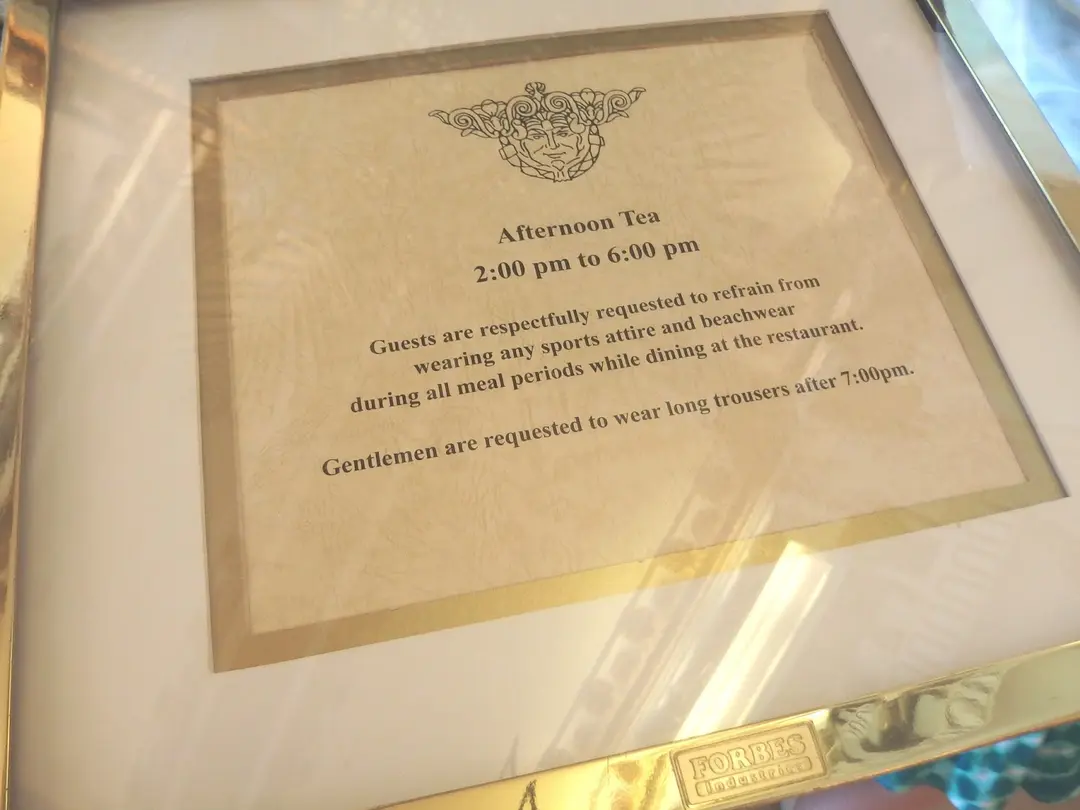 Afternoon Tea
2:00 pm to 6:00 pm
Guests are respectfully requested to refrain from
wearing any sports attire and beachwear
during all meal periods while dining at the restaurant.
Gentlemen are requested to wear long trousers after 7:00pm.
FORBES
Industries